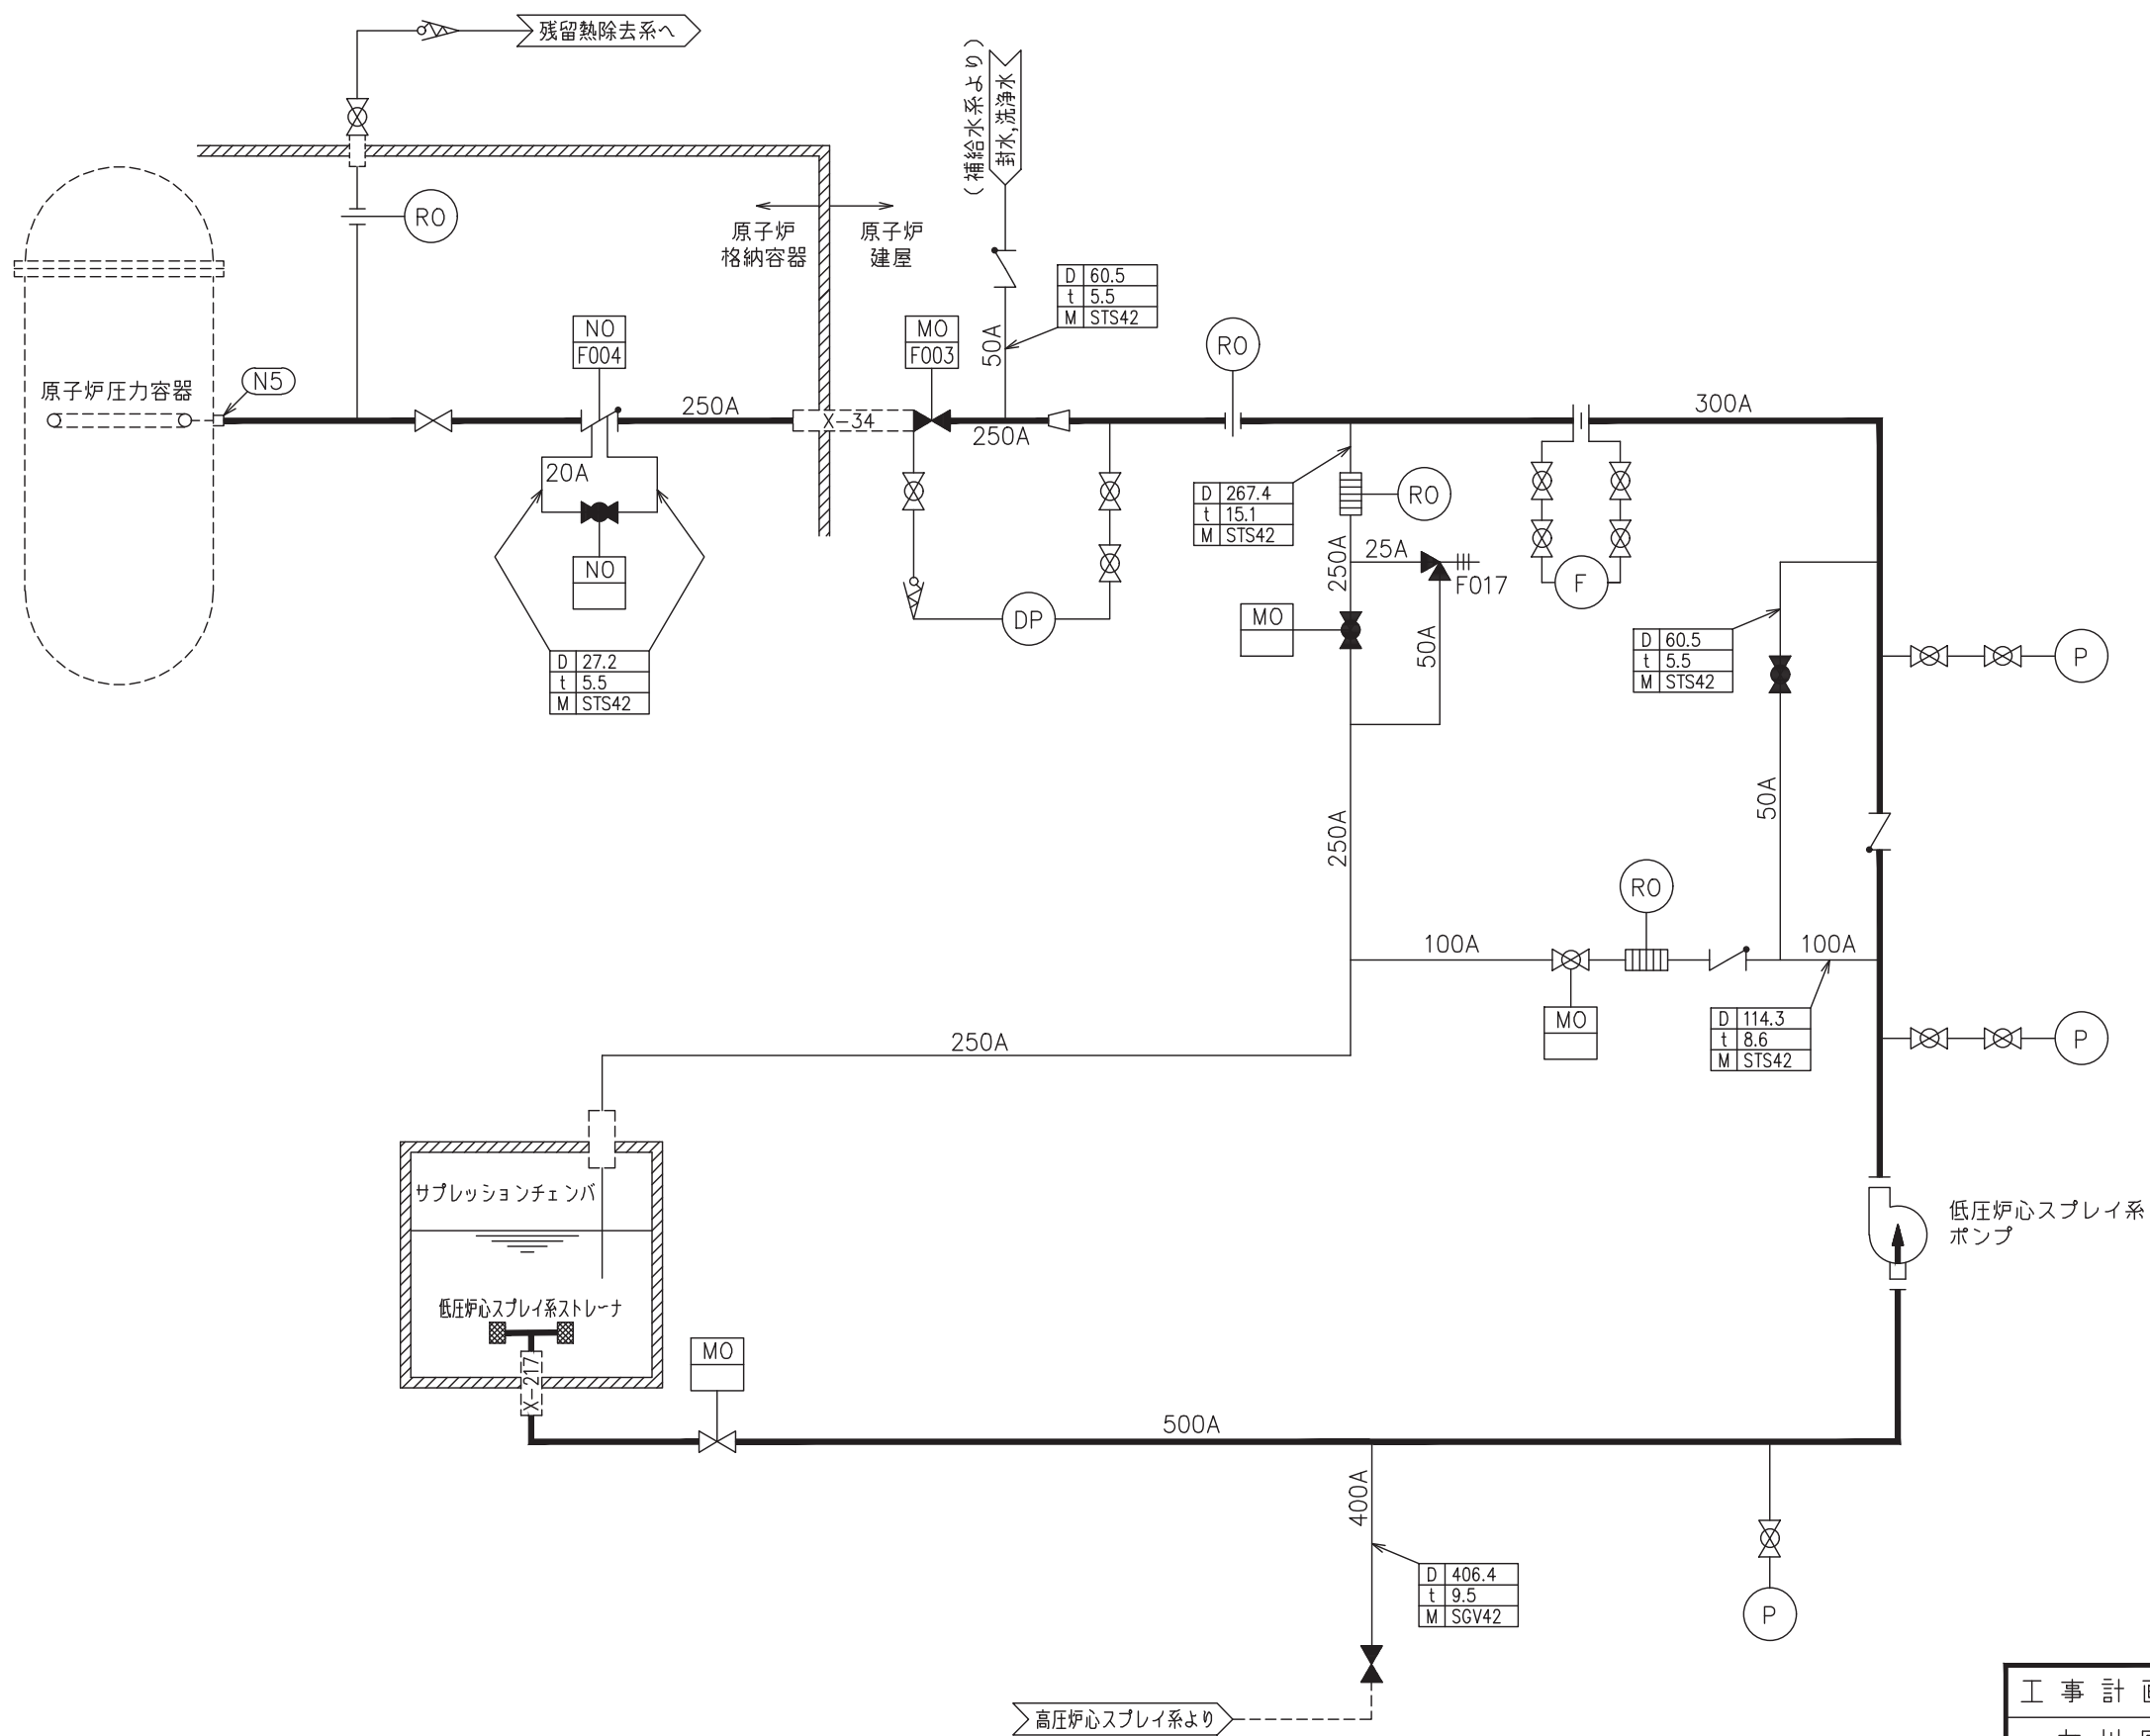 残留熱除去系へ
(補給水系より)
封水,洗浄水
RO
原子炉
格納容器
原子炉
建屋
D 60.5
t 5.5
M STS42
50A
NO
F004
MO
F003
RO
原子炉圧力容器
N5
250A
X-34
250A
300A
20A
NO
D 27.2
t 5.5
M STS42
DP
D 267.4
t 15.1
M STS42
RO
250A
25A
F017
MO
50A
F
D 60.5
t 5.5
M STS42
P
250A
50A
RO
100A
100A
MO
D 114.3
t 8.6
M STS42
P
250A
サプレッションチェンバ
低圧炉心スプレイ系
ポンプ
低圧炉心スプレイ系ストレーナ
X-217
MO
500A
400A
D 406.4
t 9.5
M SGV42
P
高圧炉心スプレイ系より
工事計